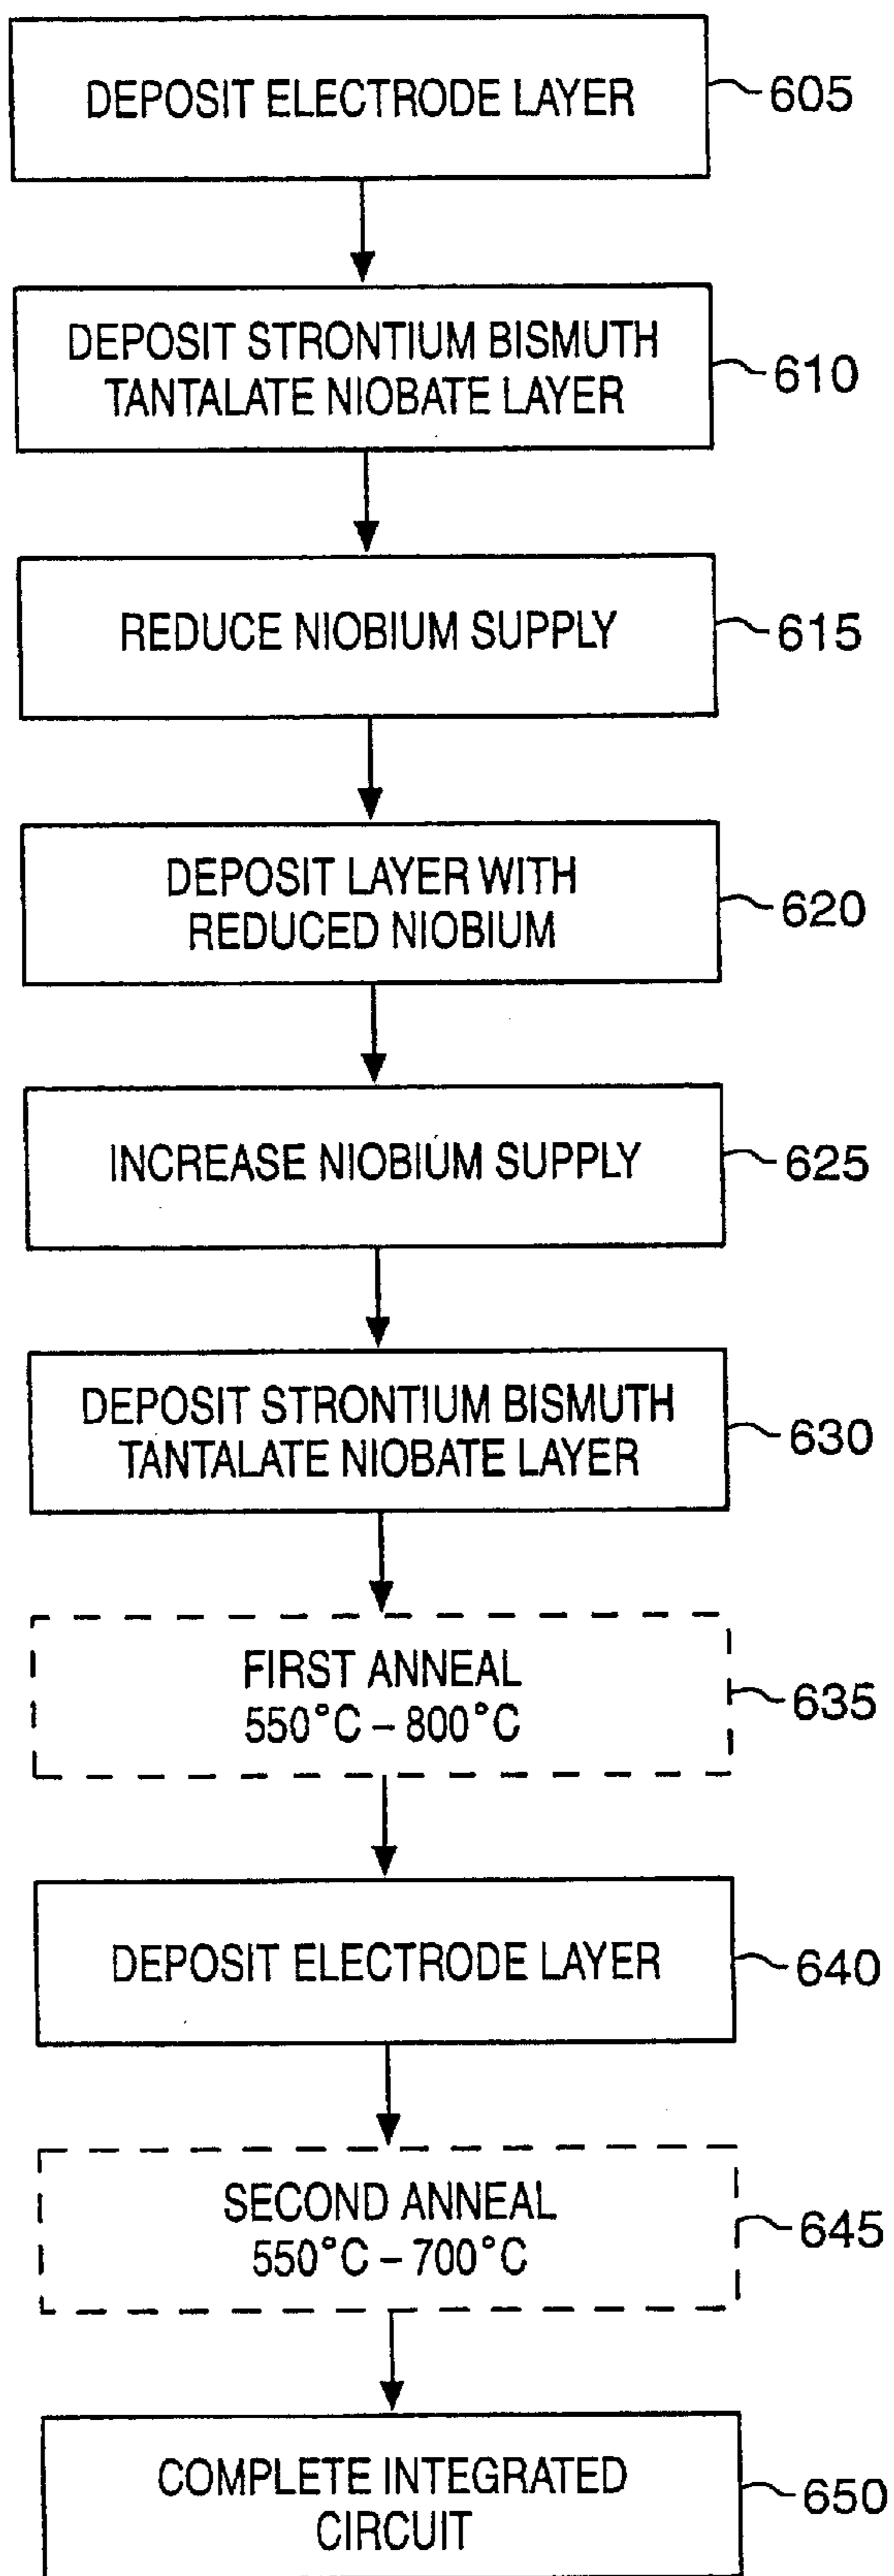 DEPOSIT ELECTRODE LAYER
605
DEPOSIT STRONTIUM BISMUTH
TANTALATE NIOBATE LAYER
610
REDUCE NIOBIUM SUPPLY
615
DEPOSIT LAYER WITH
REDUCED NIOBIUM
620
INCREASE NIOBIUM SUPPLY
625
DEPOSIT STRONTIUM BISMUTH
TANTALATE NIOBATE LAYER
630
FIRST ANNEAL
550°C – 800°C
635
DEPOSIT ELECTRODE LAYER
640
SECOND ANNEAL
550°C – 700°C
645
COMPLETE INTEGRATED
CIRCUIT
650